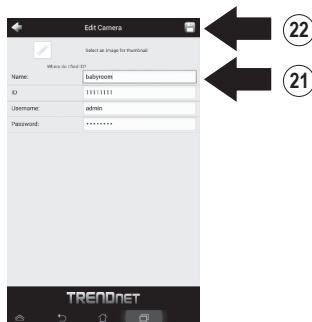 Edit Camera
22
Select an image for thumbnail
Where do I find ID?
Name: babyroom
21
ID 11111111
Username: admin
Password: ••••••••
TRENDNET